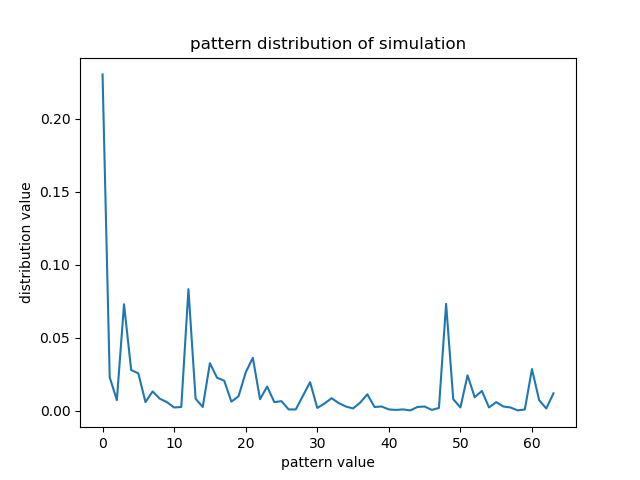 pattern distribution of simulation
distribution value
0.20
0.15
0.10
0.05
0.00
0 10 20 30 40 50 60
pattern value